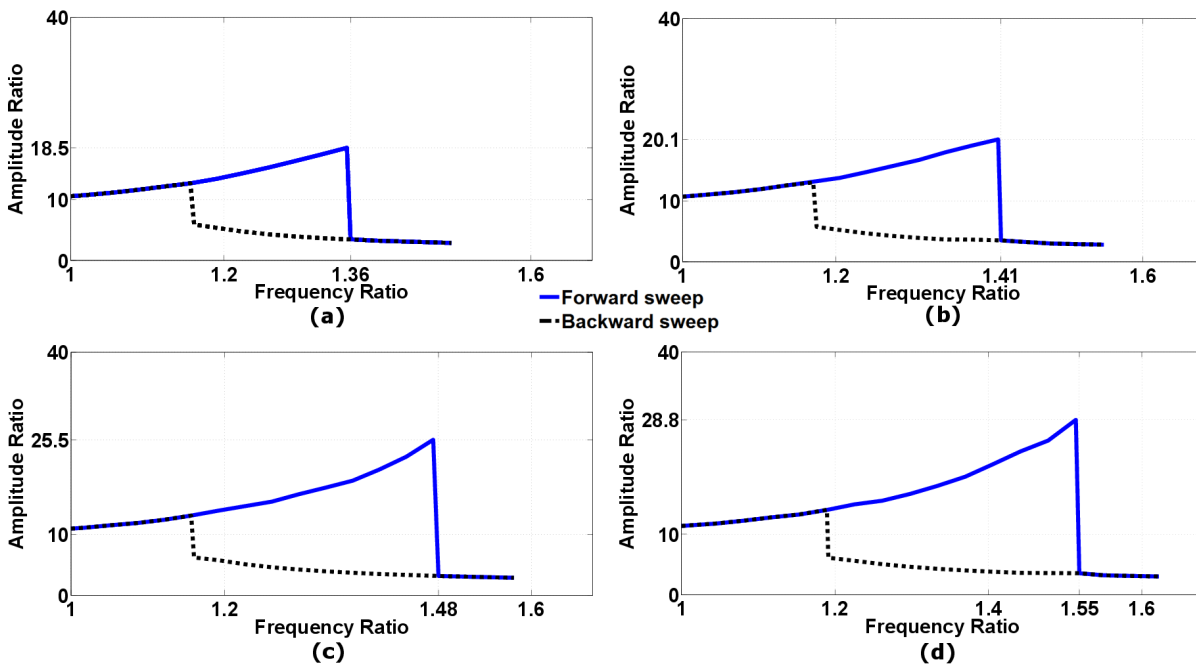 40
Amplitude Ratio
18.5
10
0
1 1.2 1.36 1.6
Frequency Ratio
(a)
40
Amplitude Ratio
20.1
10
0
1 1.2 1.41 1.6
Frequency Ratio
(b)
Forward sweep
Backward sweep
40
Amplitude Ratio
25.5
10
0
1 1.2 1.48 1.6
Frequency Ratio
(c)
40
Amplitude Ratio
28.8
10
0
1 1.2 1.4 1.55 1.6
Frequency Ratio
(d)